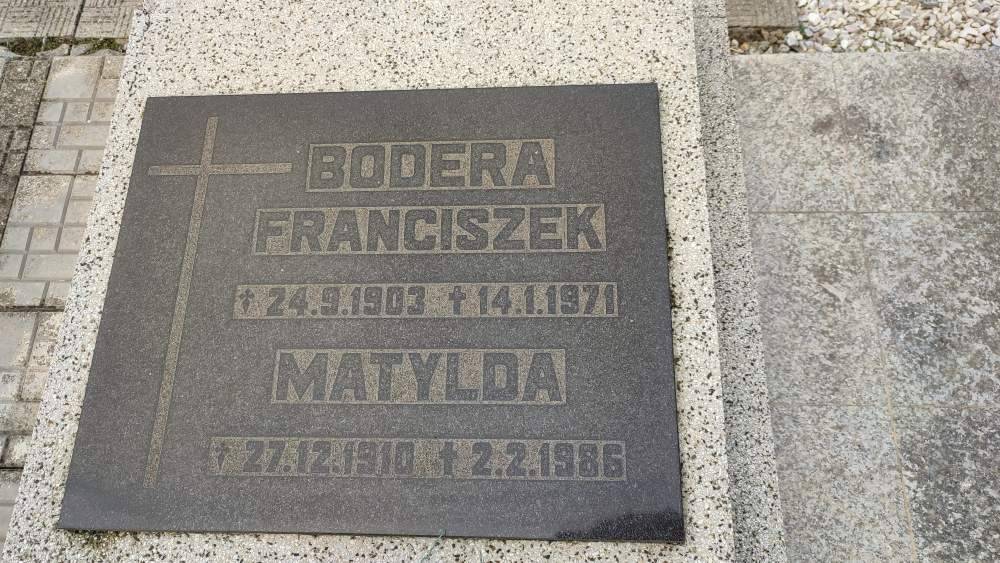 BODERA
FRANCISZEK
✝ 24.9.1903 ✝ 14.1.1971
MATYLDA
✝ 27.12.1910 ✝ 2.2.1986